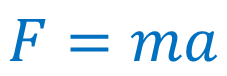 F = ma